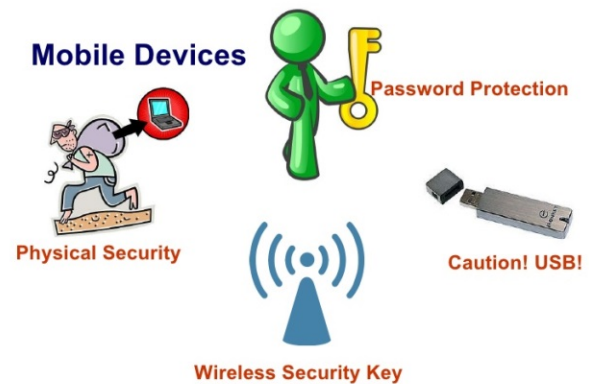 Mobile Devices
Password Protection
Physical Security
Caution! USB!
Wireless Security Key